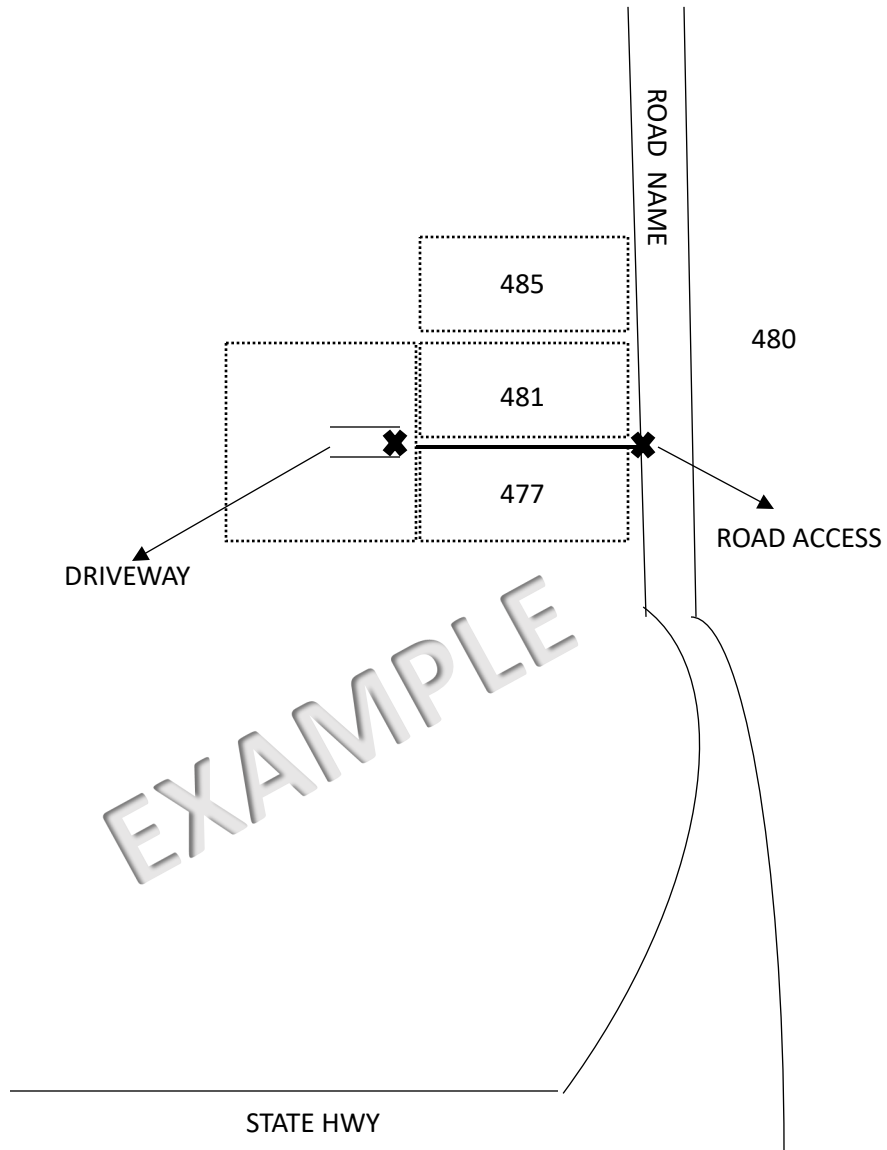 ROAD NAME
485
480
481
477
ROAD ACCESS
DRIVEWAY
EXAMPLE
STATE HWY